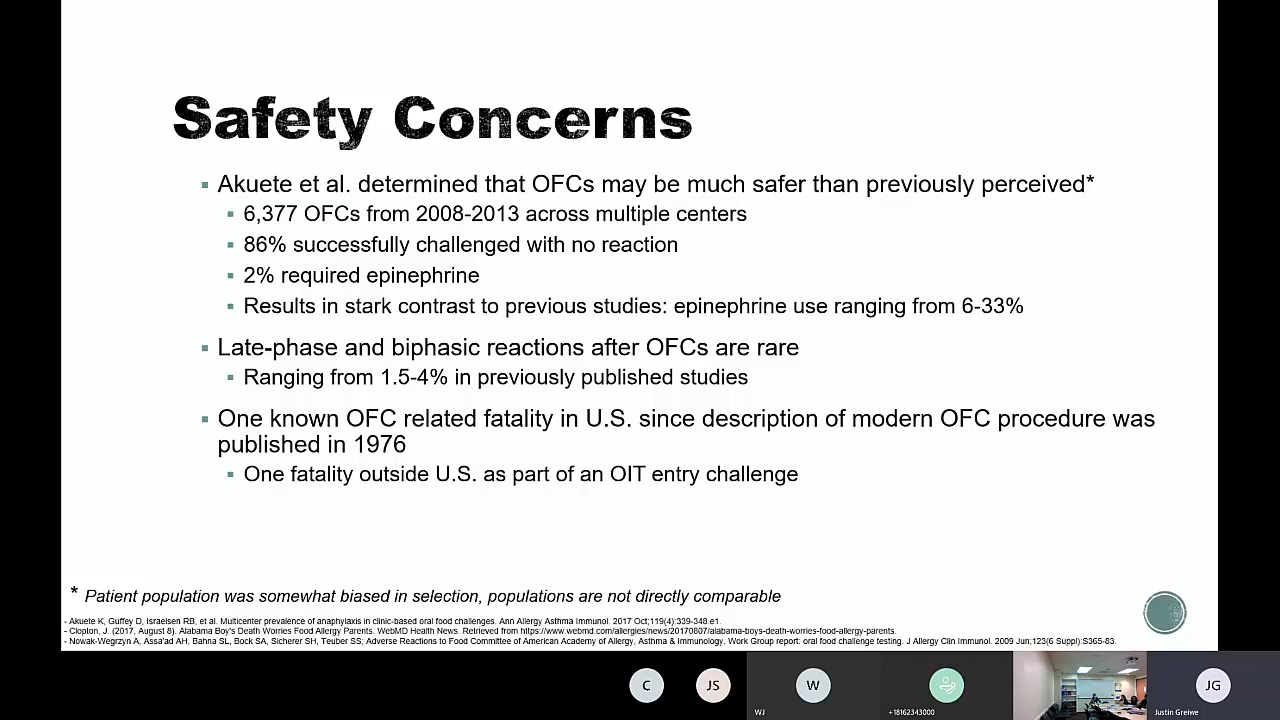 Safety Concerns
Akuete et al. determined that OFCs may be much safer than previously perceived*
6,377 OFCs from 2008-2013 across multiple centers
86% successfully challenged with no reaction
2% required epinephrine
Results in stark contrast to previous studies: epinephrine use ranging from 6-33%
Late-phase and biphasic reactions after OFCs are rare
Ranging from 1.5-4% in previously published studies
One known OFC related fatality in U.S. since description of modern OFC procedure was
published in 1976
One fatality outside U.S. as part of an OIT entry challenge
* Patient population was somewhat biased in selection, populations are not directly comparable
- Akuete K, Guffey D, Israelsen RB, et al. Multicenter prevalence of anaphylaxis in clinic-based oral food challenges. Ann Allergy Asthma Immunol. 2017 Oct;119(4):339-348.e1.
- Clopton, J. (2017, August 8). Alabama Boy's Death Worries Food Allergy Parents. WebMD Health News. Retrieved from https://www.webmd.com/allergies/news/20170807/alabama-boys-death-worries-food-allergy-parents.
- Nowak-Wegrzyn A, Assa'ad AH, Bahna SL, Bock SA, Sicherer SH, Teuber SS; Adverse Reactions to Food Committee of American Academy of Allergy, Asthma & Immunology. Work Group report: oral food challenge testing. J Allergy Clin Immunol. 2009 Jun;123(6 Suppl):S365-83.
C
JS
W
JG
WJ
+18162343000
Justin Greiwe